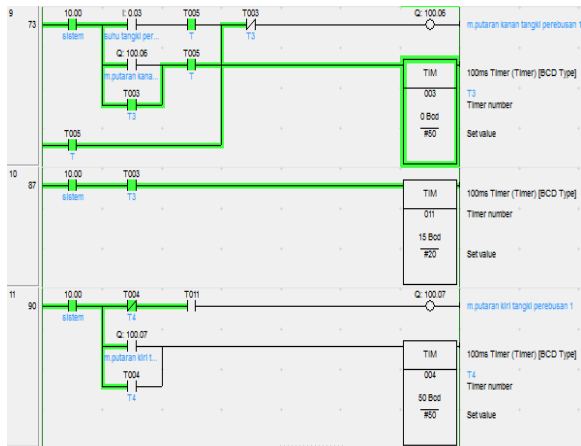 9
73
10.00
I: 0.03
T005
T003
Q: 100.06
sistem
suhu tangki per...
T
T3
m.putaran kanan tangki perebusan 1
Q: 100.06
T005
m.putaran kana...
T
TIM
100ms Timer (Timer) [BCD Type]
T003
003
T3
T3
Timer number
0 Bcd
T005
#50
Set value
T
10
87
10.00
T003
sistem
T3
TIM
100ms Timer (Timer) [BCD Type]
011
Timer number
15 Bcd
#20
Set value
11
90
10.00
T004
T011
Q: 100.07
sistem
T4
m.putaran kiri tangki perebusan 1
Q: 100.07
m.putaran kiri t...
TIM
100ms Timer (Timer) [BCD Type]
T004
004
T4
T4
Timer number
50 Bcd
#50
Set value